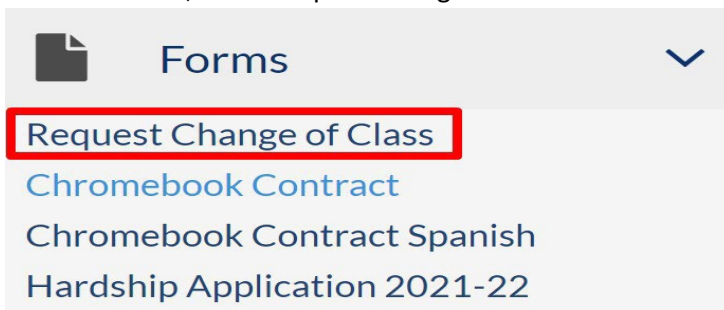 Forms
Request Change of Class
Chromebook Contract
Chromebook Contract Spanish
Hardship Application 2021-22